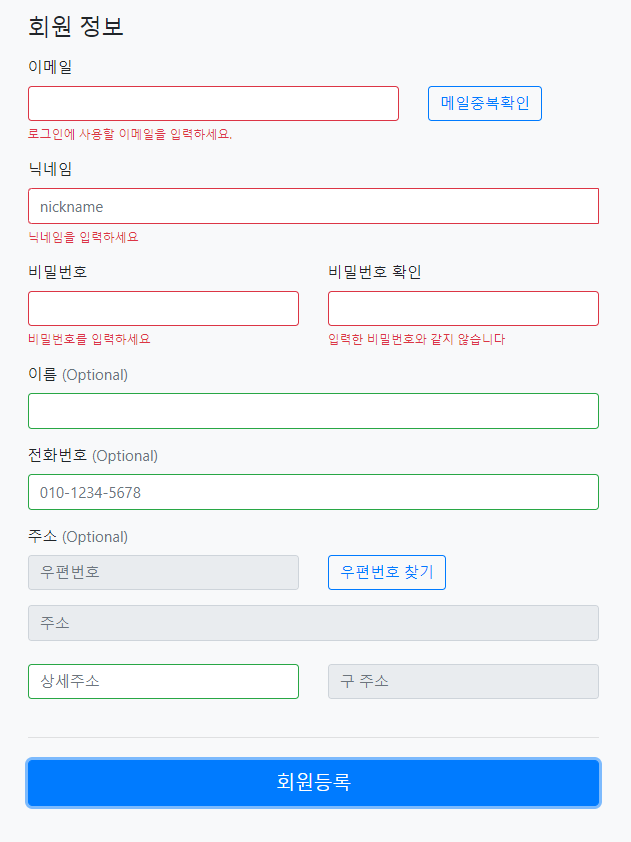 회원 정보
이메일
메일중복확인
로그인에 사용할 이메일을 입력하세요.
닉네임
nickname
닉네임을 입력하세요
비밀번호 비밀번호 확인
비밀번호를 입력하세요 입력한 비밀번호와 같지 않습니다
이름 (Optional)
전화번호 (Optional)
010-1234-5678
주소 (Optional)
우편번호 우편번호 찾기
주소
상세주소 구 주소
회원등록